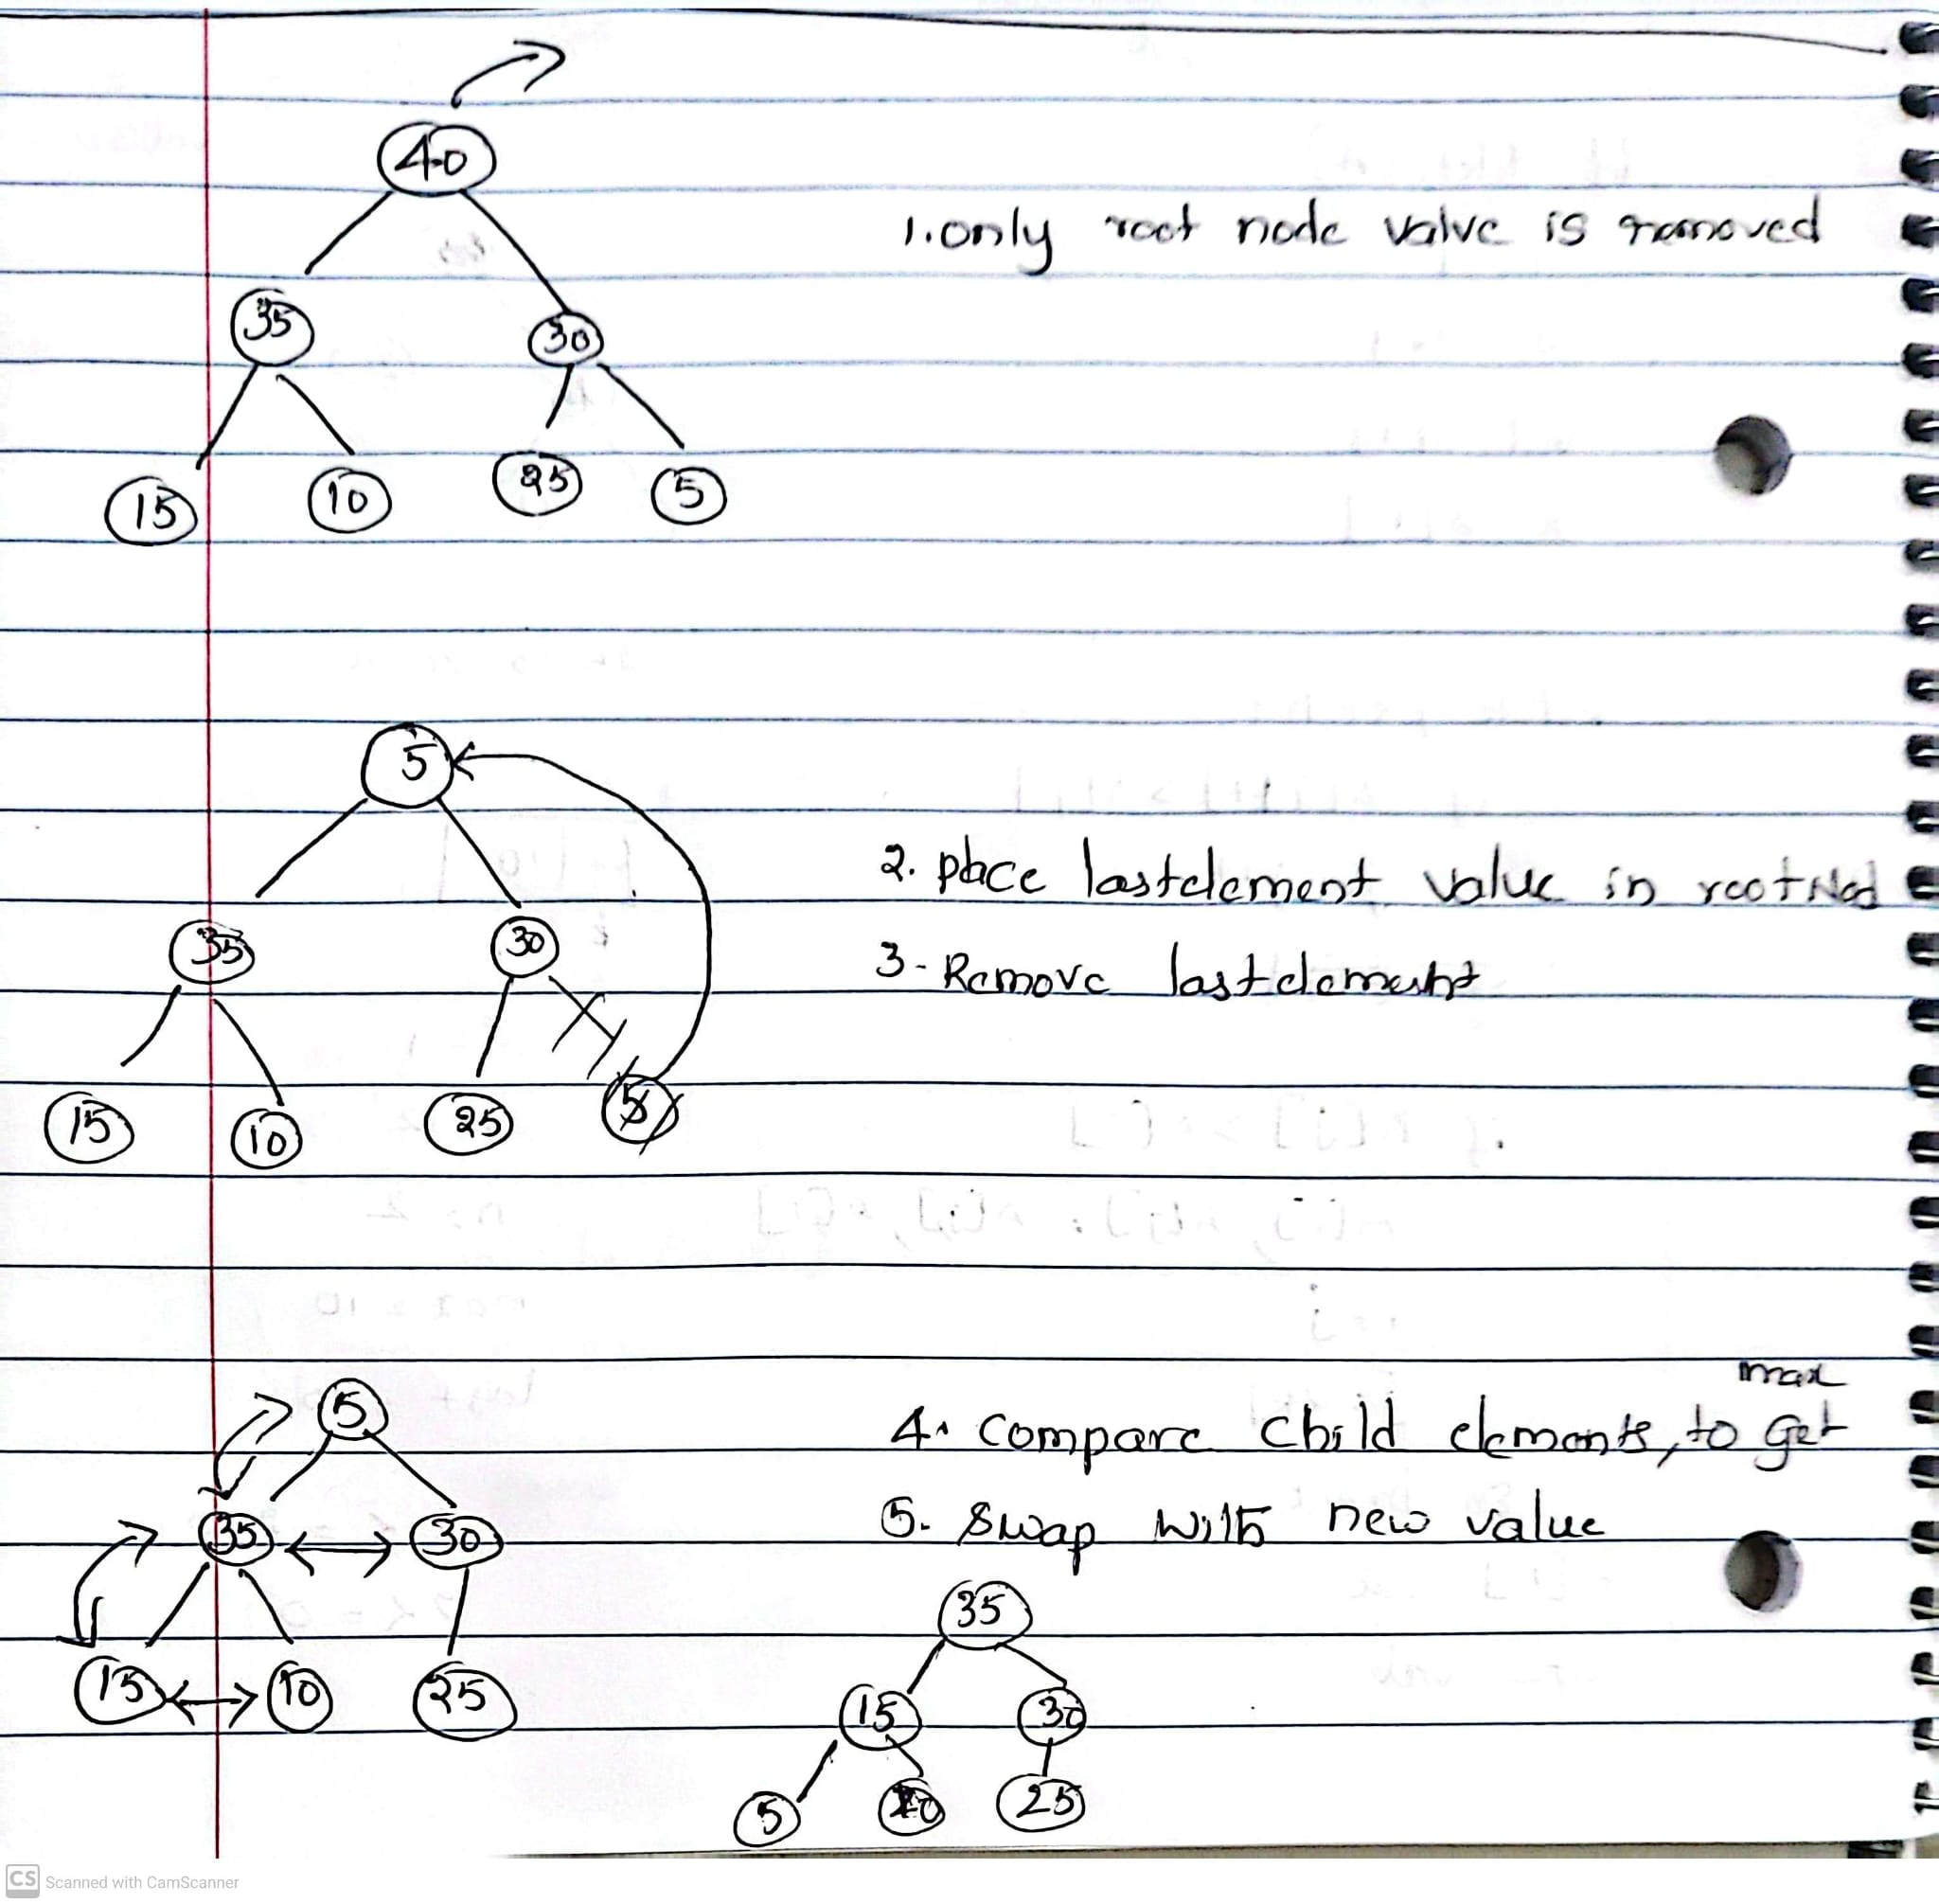 40
1. only root node value is removed
35 30
15 10 25 5
5
2. place lastelement value in rootNod
3- Remove lastelement
35 30
15 10 25 5
max
5
4. Compare child elements, to get
5. Swap with new value
35 30
35
15 10 25
15 30
5 10 25
CS Scanned with CamScanner